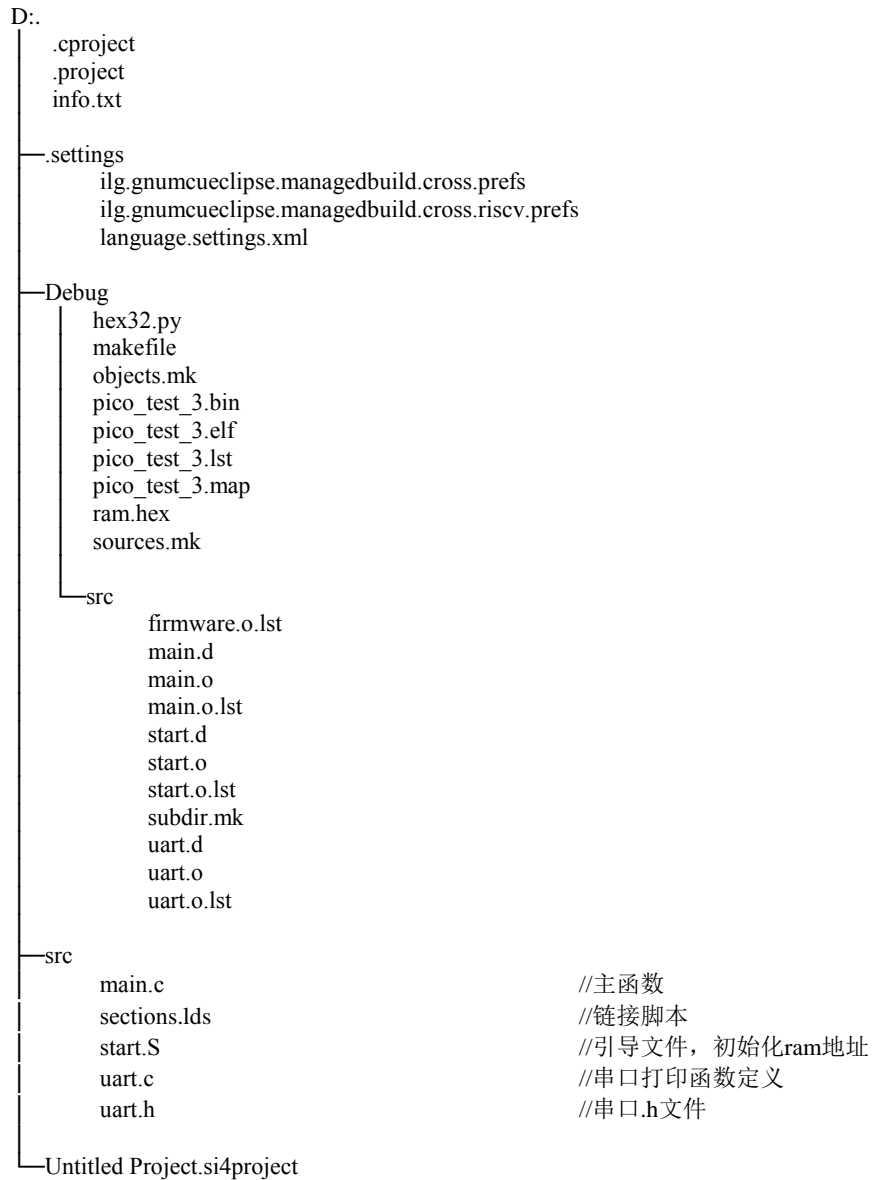 D:.
.cproject
.project
info.txt
.settings
ilg.gnumcueclipse.managedbuild.cross.prefs
ilg.gnumcueclipse.managedbuild.cross.riscv.prefs
language.settings.xml
Debug
hex32.py
makefile
objects.mk
pico_test_3.bin
pico_test_3.elf
pico_test_3.lst
pico_test_3.map
ram.hex
sources.mk
src
firmware.o.lst
main.d
main.o
main.o.lst
start.d
start.o
start.o.lst
subdir.mk
uart.d
uart.o
uart.o.lst
src
main.c //主函数
sections.lds //链接脚本
start.S //引导文件，初始化ram地址
uart.c //串口打印函数定义
uart.h //串口.h文件
Untitled Project.si4project